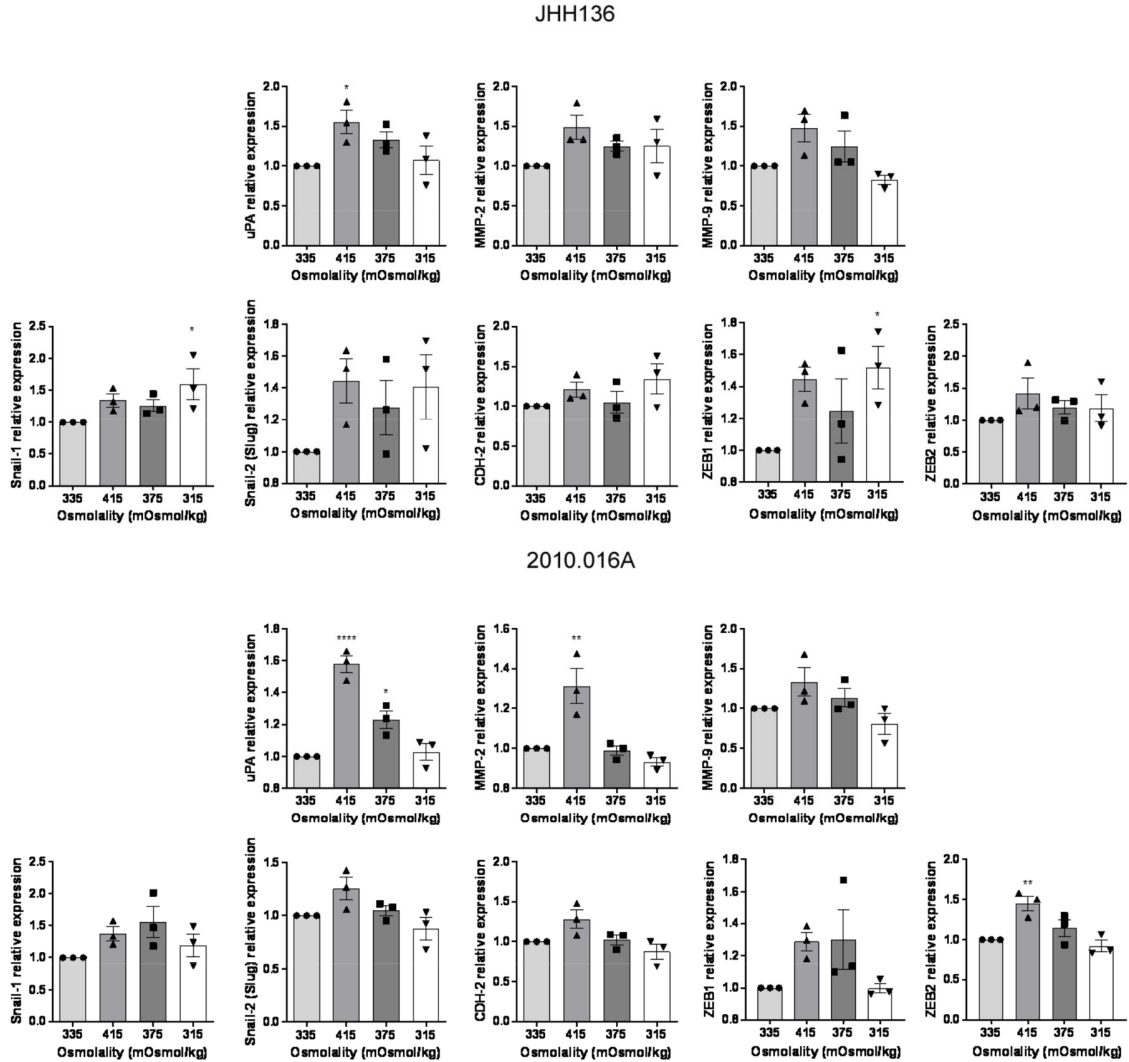 JHH136
uPA relative expression
2.0
1.5
1.0
0.5
0.0
*
335 415 375 315
Osmolality (mOsmol/kg)
MMP-2 relative expression
2.0
1.5
1.0
0.5
0.0
335 415 375 315
Osmolality (mOsmol/kg)
MMP-9 relative expression
2.0
1.5
1.0
0.5
0.0
335 415 375 315
Osmolality (mOsmol/kg)
Snail-1 relative expression
2.5
2.0
1.5
1.0
0.5
0.0
*
335 415 375 315
Osmolality (mOsmol/kg)
Snail-2 (Slug) relative expression
1.8
1.6
1.4
1.2
1.0
0.8
335 415 375 315
Osmolality (mOsmol/kg)
CDH-2 relative expression
2.0
1.5
1.0
0.5
0.0
335 415 375 315
Osmolality (mOsmol/kg)
ZEB1 relative expression
1.8
1.6
1.4
1.2
1.0
0.8
*
335 415 375 315
Osmolality (mOsmol/kg)
ZEB2 relative expression
2.5
2.0
1.5
1.0
0.5
0.0
335 415 375 315
Osmolality (mOsmol/kg)
2010.016A
uPA relative expression
1.8
1.6
1.4
1.2
1.0
0.8
****
*
335 415 375 315
Osmolality (mOsmol/kg)
MMP-2 relative expression
1.6
1.4
1.2
1.0
0.8
**
335 415 375 315
Osmolality (mOsmol/kg)
MMP-9 relative expression
2.0
1.5
1.0
0.5
0.0
335 415 375 315
Osmolality (mOsmol/kg)
Snail-1 relative expression
2.5
2.0
1.5
1.0
0.5
0.0
335 415 375 315
Osmolality (mOsmol/kg)
Snail-2 (Slug) relative expression
1.5
1.0
0.5
0.0
335 415 375 315
Osmolality (mOsmol/kg)
CDH-2 relative expression
2.0
1.5
1.0
0.5
0.0
335 415 375 315
Osmolality (mOsmol/kg)
ZEB1 relative expression
1.8
1.6
1.4
1.2
1.0
0.8
335 415 375 315
Osmolality (mOsmol/kg)
ZEB2 relative expression
2.0
1.5
1.0
0.5
0.0
**
335 415 375 315
Osmolality (mOsmol/kg)